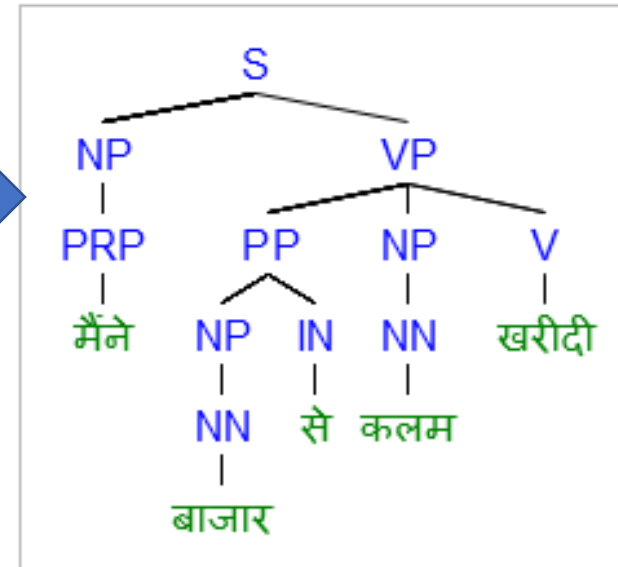 S
NP VP
PRP PP NP V
मैंने NP IN NN खरीदी
NN से कलम
बाजार